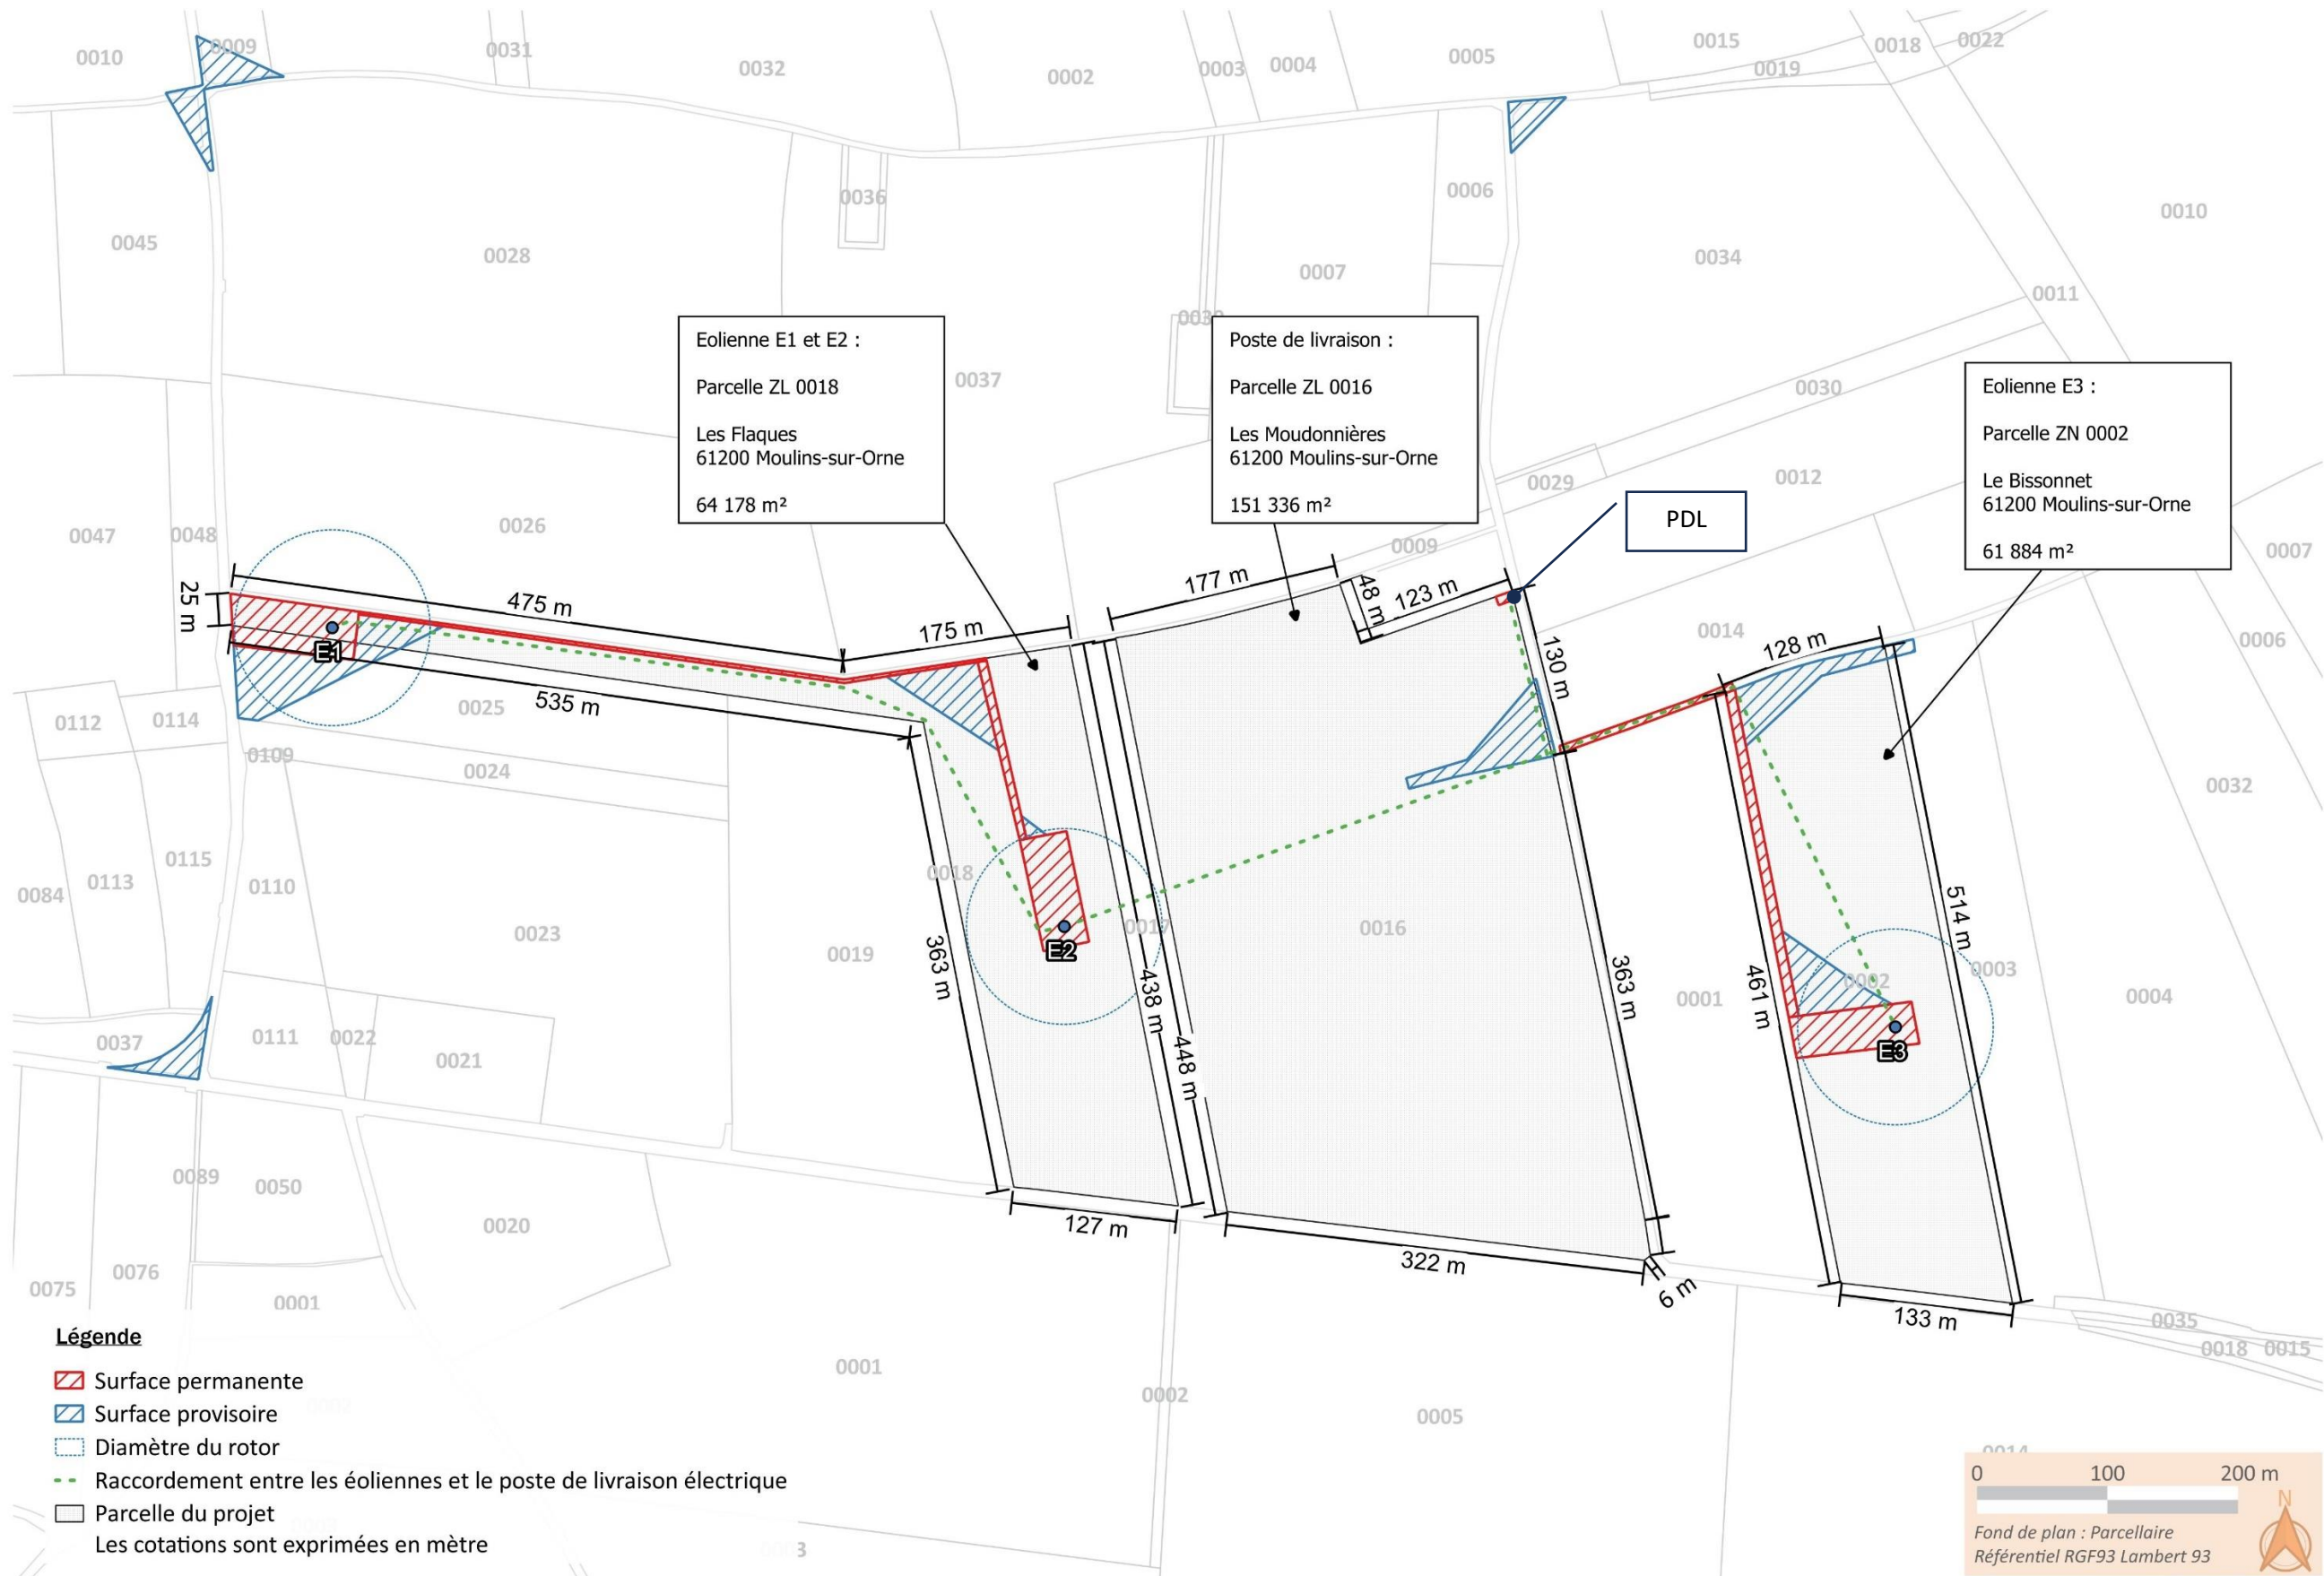 0010
0009
0031
0032
0002
0003
0004
0005
0015
0019
0018
0022
0045
0028
0036
0006
0007
0034
0010
0011
0037
0030
0029
0012
0009
0007
0006
0032
0047
0048
0026
Eolienne E1 et E2 :
Parcelle ZL 0018
Les Flaques
61200 Moulins-sur-Orne
64 178 m²
Poste de livraison :
Parcelle ZL 0016
Les Moudonnières
61200 Moulins-sur-Orne
151 336 m²
Eolienne E3 :
Parcelle ZN 0002
Le Bissonnet
61200 Moulins-sur-Orne
61 884 m²
PDL
25 m
475 m
175 m
177 m
48 m
123 m
130 m
0014
128 m
E1
535 m
0025
0112
0114
0109
0024
0115
0113
0084
0110
0023
0019
0018
0017
0016
0001
0002
0003
0004
E2
E3
363 m
438 m
448 m
363 m
461 m
514 m
0037
0111
0022
0021
0089
0050
0020
0075
0076
0001
127 m
322 m
6 m
133 m
0035
0018
0015
0001
0002
0005
0014
Légende
Surface permanente
Surface provisoire
Diamètre du rotor
Raccordement entre les éoliennes et le poste de livraison électrique
Parcelle du projet
Les cotations sont exprimées en mètre
0 100 200 m
N
Fond de plan : Parcellaire
Référentiel RGF93 Lambert 93